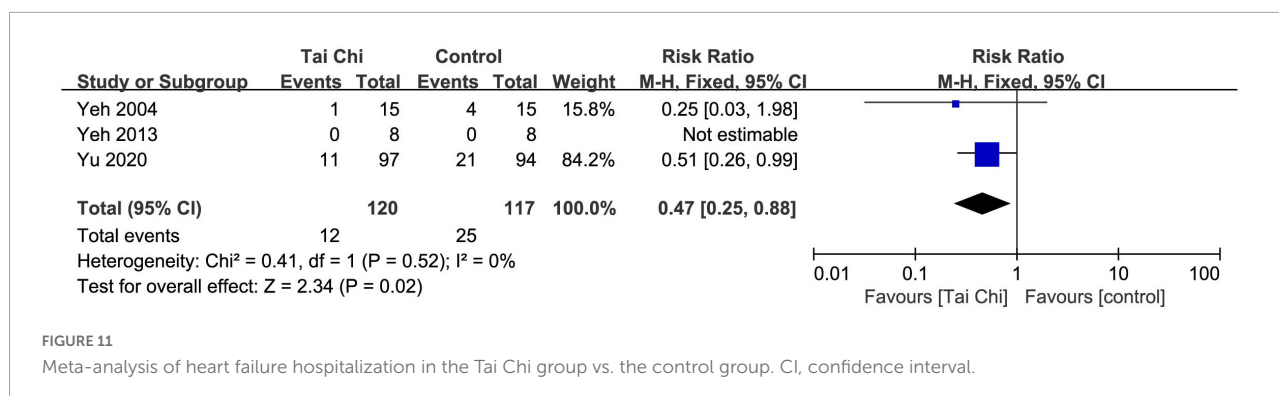 Tai Chi Control Risk Ratio Risk Ratio
Study or Subgroup Events Total Events Total Weight M-H, Fixed, 95% CI M-H, Fixed, 95% CI
Yeh 2004 1 15 4 15 15.8% 0.25 [0.03, 1.98]
Yeh 2013 0 8 0 8 Not estimable
Yu 2020 11 97 21 94 84.2% 0.51 [0.26, 0.99]
Total (95% CI) 120 117 100.0% 0.47 [0.25, 0.88]
Total events 12 25
Heterogeneity: Chi² = 0.41, df = 1 (P = 0.52); I² = 0%
Test for overall effect: Z = 2.34 (P = 0.02)
0.01 0.1 1 10 100
Favours [Tai Chi] Favours [control]
FIGURE 11
Meta-analysis of heart failure hospitalization in the Tai Chi group vs. the control group. CI, confidence interval.